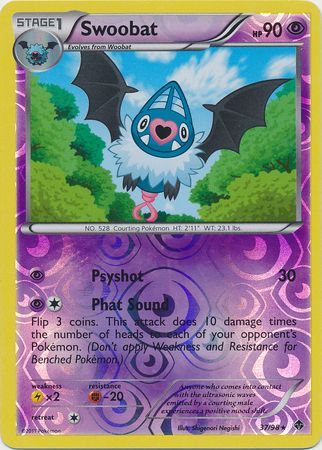 STAGE1 Swoobat HP90
Evolves from Woobat
NO. 528 Courting Pokémon HT: 2'11" WT: 23.1 lbs.
Psyshot 30
Phat Sound
Flip 3 coins. This attack does 10 damage times
the number of heads to each of your opponent's
Pokémon. (Don't apply Weakness and Resistance for
Benched Pokémon.)
weakness resistance
×2 -20
retreat
Anyone who comes into contact
with the ultrasonic waves
emitted by a courting male
experiences a positive mood shift.
©2011 Pokémon Illus. Shigenori Negishi 37/98★